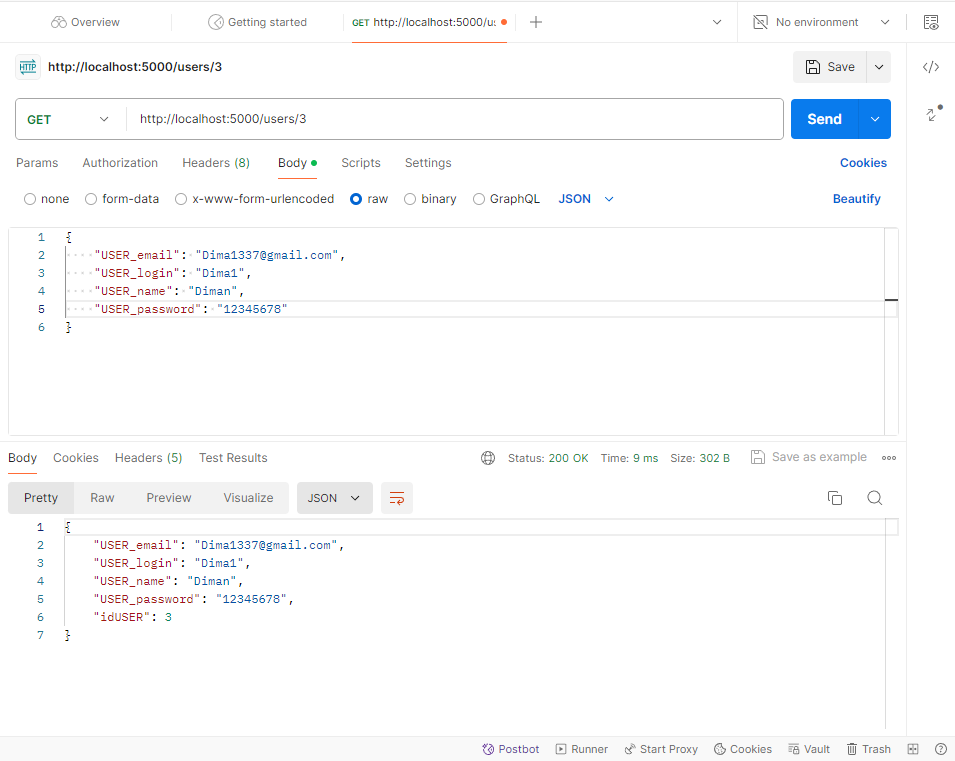 Overview Getting started GET http://localhost:5000/u: No environment
HTTP http://localhost:5000/users/3 Save
GET http://localhost:5000/users/3 Send
Params Authorization Headers (8) Body Scripts Settings Cookies
none form-data x-www-form-urlencoded raw binary GraphQL JSON Beautify
1 {
2 "USER_email": "Dima1337@gmail.com",
3 "USER_login": "Dima1",
4 "USER_name": "Diman",
5 "USER_password": "12345678"
6 }
Body Cookies Headers (5) Test Results Status: 200 OK Time: 9 ms Size: 302 B Save as example
Pretty Raw Preview Visualize JSON
1 {
2 "USER_email": "Dima1337@gmail.com",
3 "USER_login": "Dima1",
4 "USER_name": "Diman",
5 "USER_password": "12345678",
6 "idUSER": 3
7 }
Postbot Runner Start Proxy Cookies Vault Trash